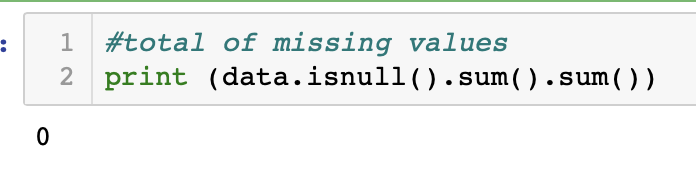 :
1 #total of missing values
2 print (data.isnull().sum().sum())
0